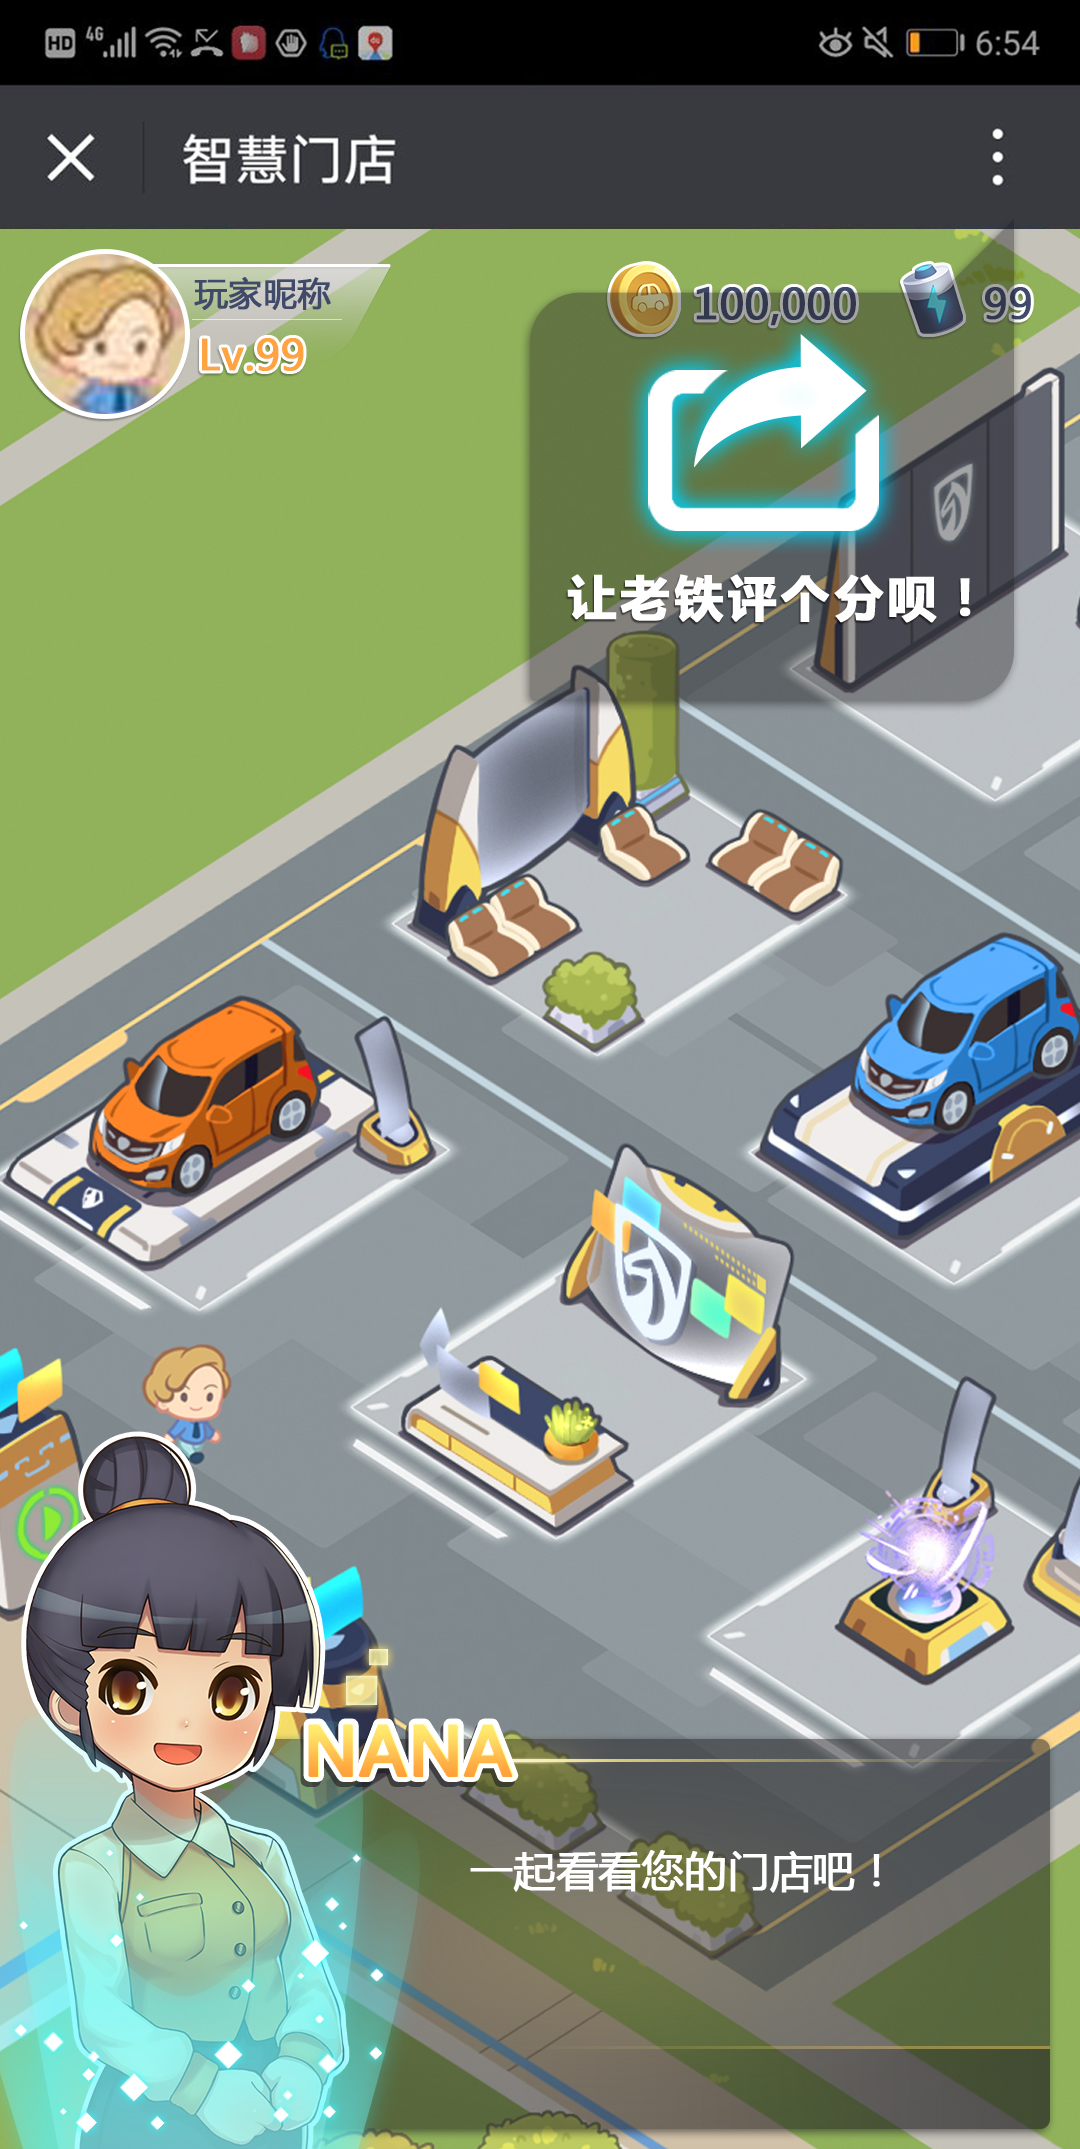 HD 4G 6:54
智慧门店
玩家昵称 100,000 99
Lv.99
让老铁评个分呗！
NANA
一起看看您的门店吧！